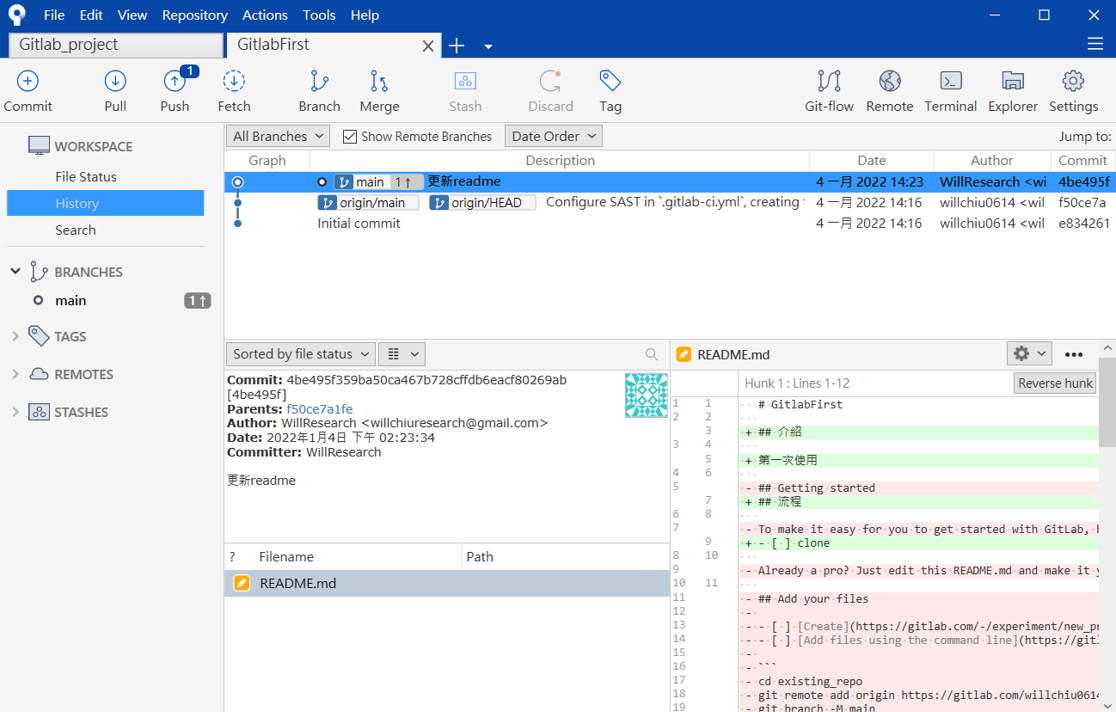 File Edit View Repository Actions Tools Help
Gitlab_project GitlabFirst
1
Commit Pull Push Fetch Branch Merge Stash Discard Tag Git-flow Remote Terminal Explorer Settings
WORKSPACE
File Status
History
Search
BRANCHES
main 1↑
TAGS
REMOTES
STASHES
All Branches Show Remote Branches Date Order Jump to:
Graph Description Date Author Commit
main 1↑ 更新readme 4 一月 2022 14:23 WillResearch <wi 4be495f
origin/main origin/HEAD Configure SAST in `.gitlab-ci.yml`, creating 4 一月 2022 14:16 willchiu0614 <wil f50ce7a
Initial commit 4 一月 2022 14:16 willchiu0614 <wil e834261
Sorted by file status
Commit: 4be495f359ba50ca467b728cffdb6eacf80269ab
[4be495f]
Parents: f50ce7a1fe
Author: WillResearch <willchiuresearch@gmail.com>
Date: 2022年1月4日 下午 02:23:34
Committer: WillResearch
更新readme
? Filename Path
README.md
README.md
Hunk 1 : Lines 1-12 Reverse hunk
1 1 # GitlabFirst
2 2
3 + ## 介紹
3 4
5 + 第一次使用
4 6
5 - ## Getting started
7 + ## 流程
6 8
7 - To make it easy for you to get started with GitLab,
9 + - [ ] clone
8 10
9 - Already a pro? Just edit this README.md and make it
10 11
11 - ## Add your files
12 -
13 - - [ ] [Create](https://gitlab.com/-/experiment/new_pr
14 - - [ ] [Add files using the command line](https://gitl
15 -
16 - ```
17 - cd existing_repo
18 - git remote add origin https://gitlab.com/willchiu0614
19 - git branch -M main